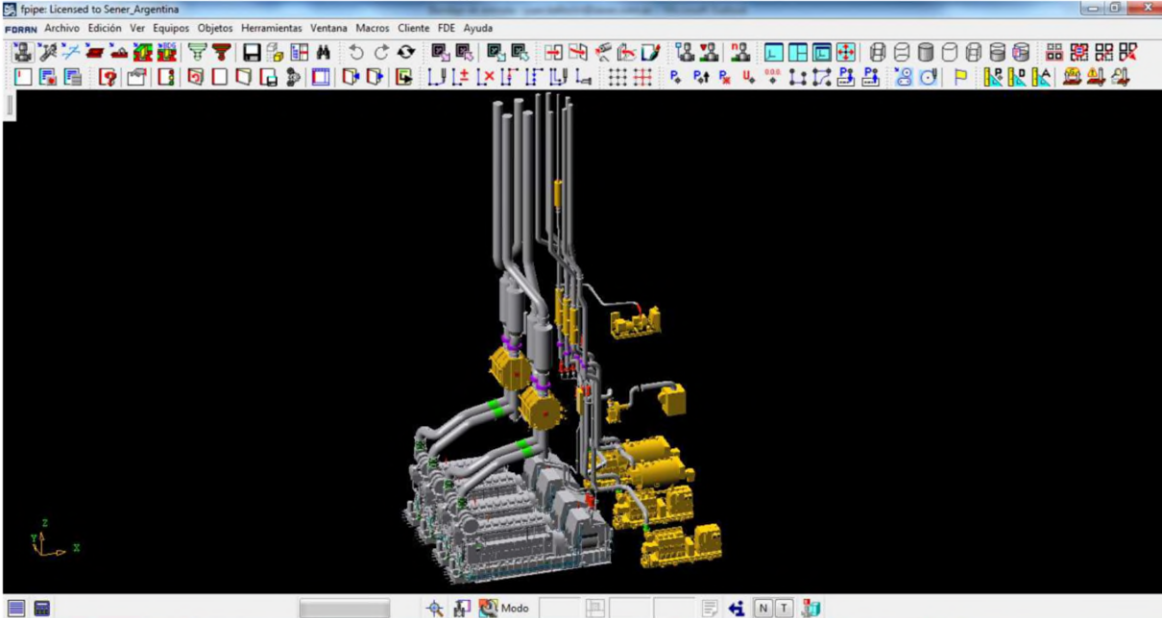 fpipe: Licensed to Sener_Argentina
FORAN Archivo Edición Ver Equipos Objetos Herramientas Ventana Macros Cliente FDE Ayuda
Z
Y
X
Modo
N T